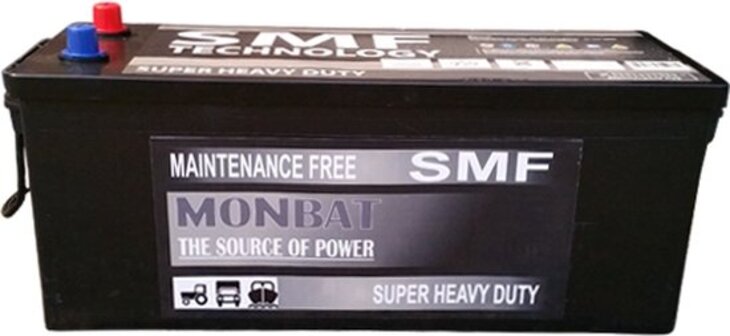 SMF
TECHNOLOGY
SUPER HEAVY DUTY
MAINTENANCE FREE SMF
MONBAT
THE SOURCE OF POWER
SUPER HEAVY DUTY